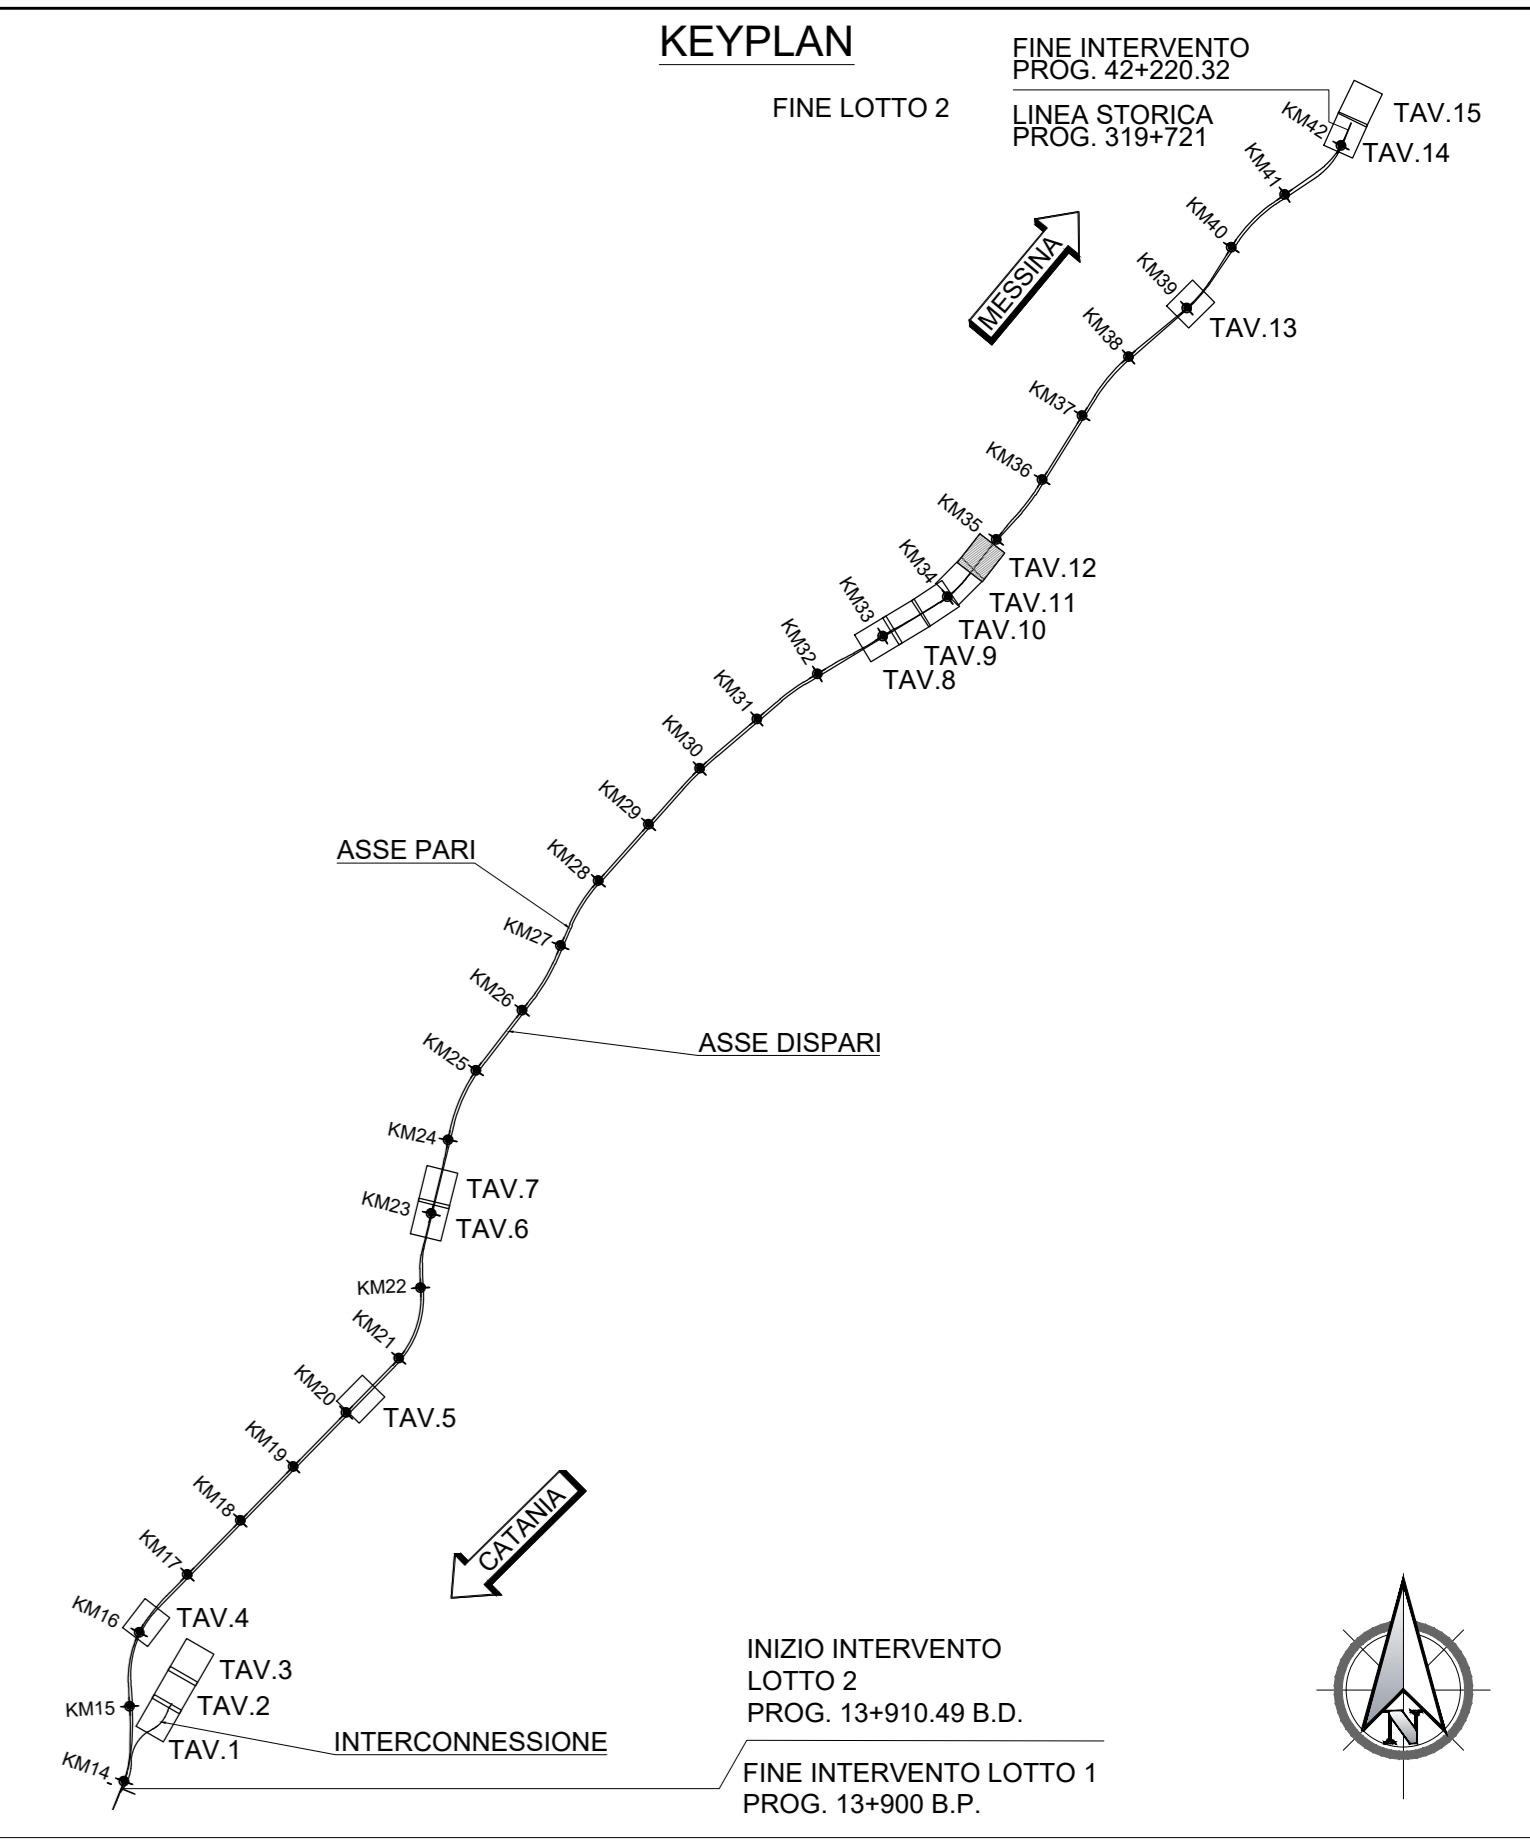 KEYPLAN
FINE INTERVENTO
PROG. 42+220.32
FINE LOTTO 2
LINEA STORICA
PROG. 319+721
TAV.15
KM42
TAV.14
KM41
KM40
MESSINA
KM39
TAV.13
KM38
KM37
KM36
KM35
TAV.12
KM34
TAV.11
KM33
TAV.10
TAV.9
TAV.8
KM32
KM31
KM30
KM29
ASSE PARI
KM28
KM27
KM26
ASSE DISPARI
KM25
KM24
TAV.7
KM23
TAV.6
KM22
KM21
KM20
TAV.5
KM19
KM18
CATANIA
KM17
KM16
TAV.4
TAV.3
KM15
TAV.2
TAV.1
INTERCONNESSIONE
KM14
INIZIO INTERVENTO
LOTTO 2
PROG. 13+910.49 B.D.
FINE INTERVENTO LOTTO 1
PROG. 13+900 B.P.
N